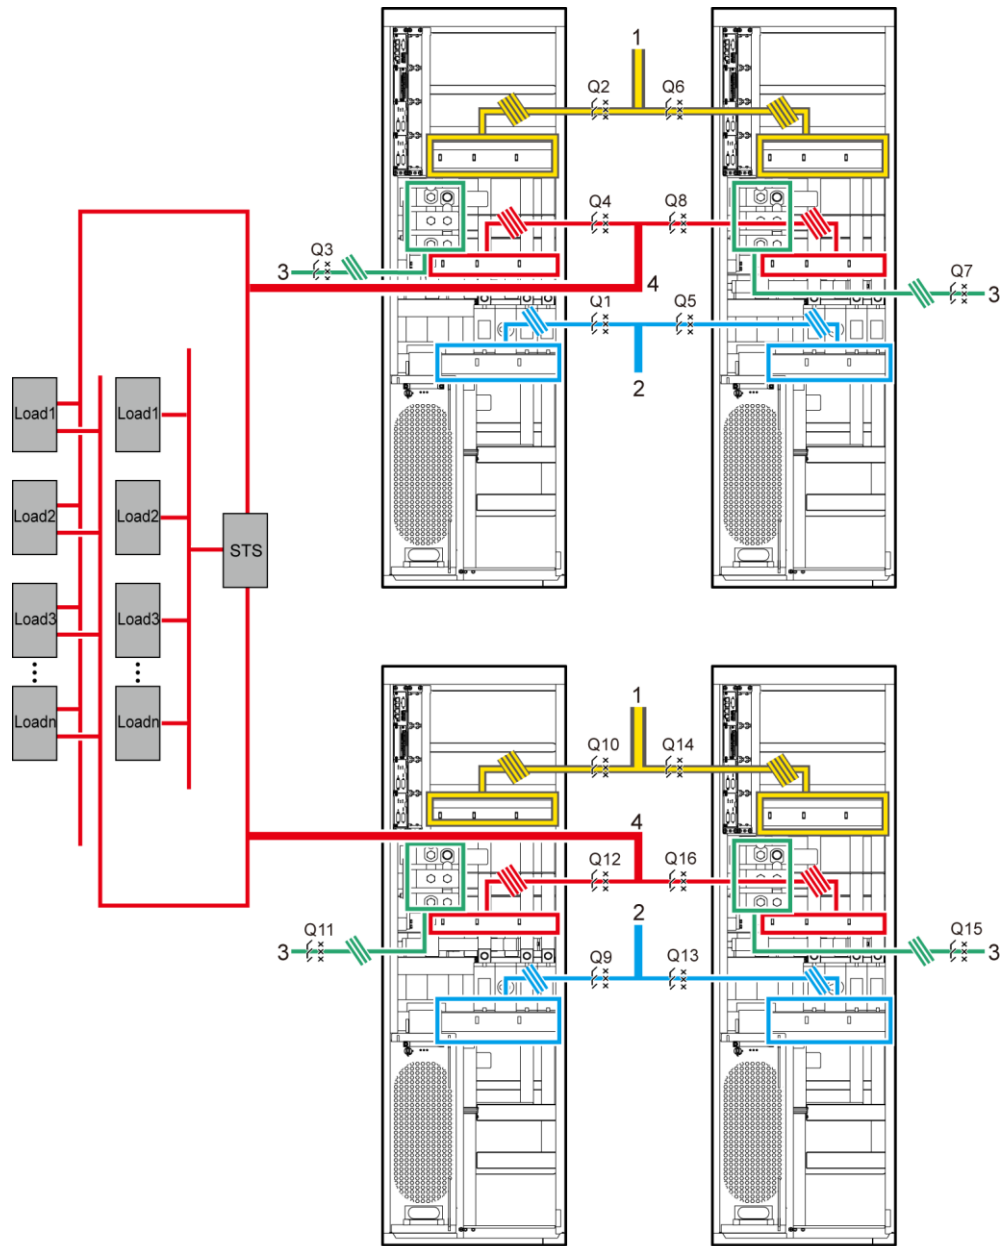 1
Q2 Q6
Q4 Q8
Q3
3
4
Q7
3
Q1 Q5
2
Load1 Load1
Load2 Load2
STS
Load3 Load3
Loadn Loadn
1
Q10 Q14
4
Q12 Q16
2
Q11
3
Q15
3
Q9 Q13